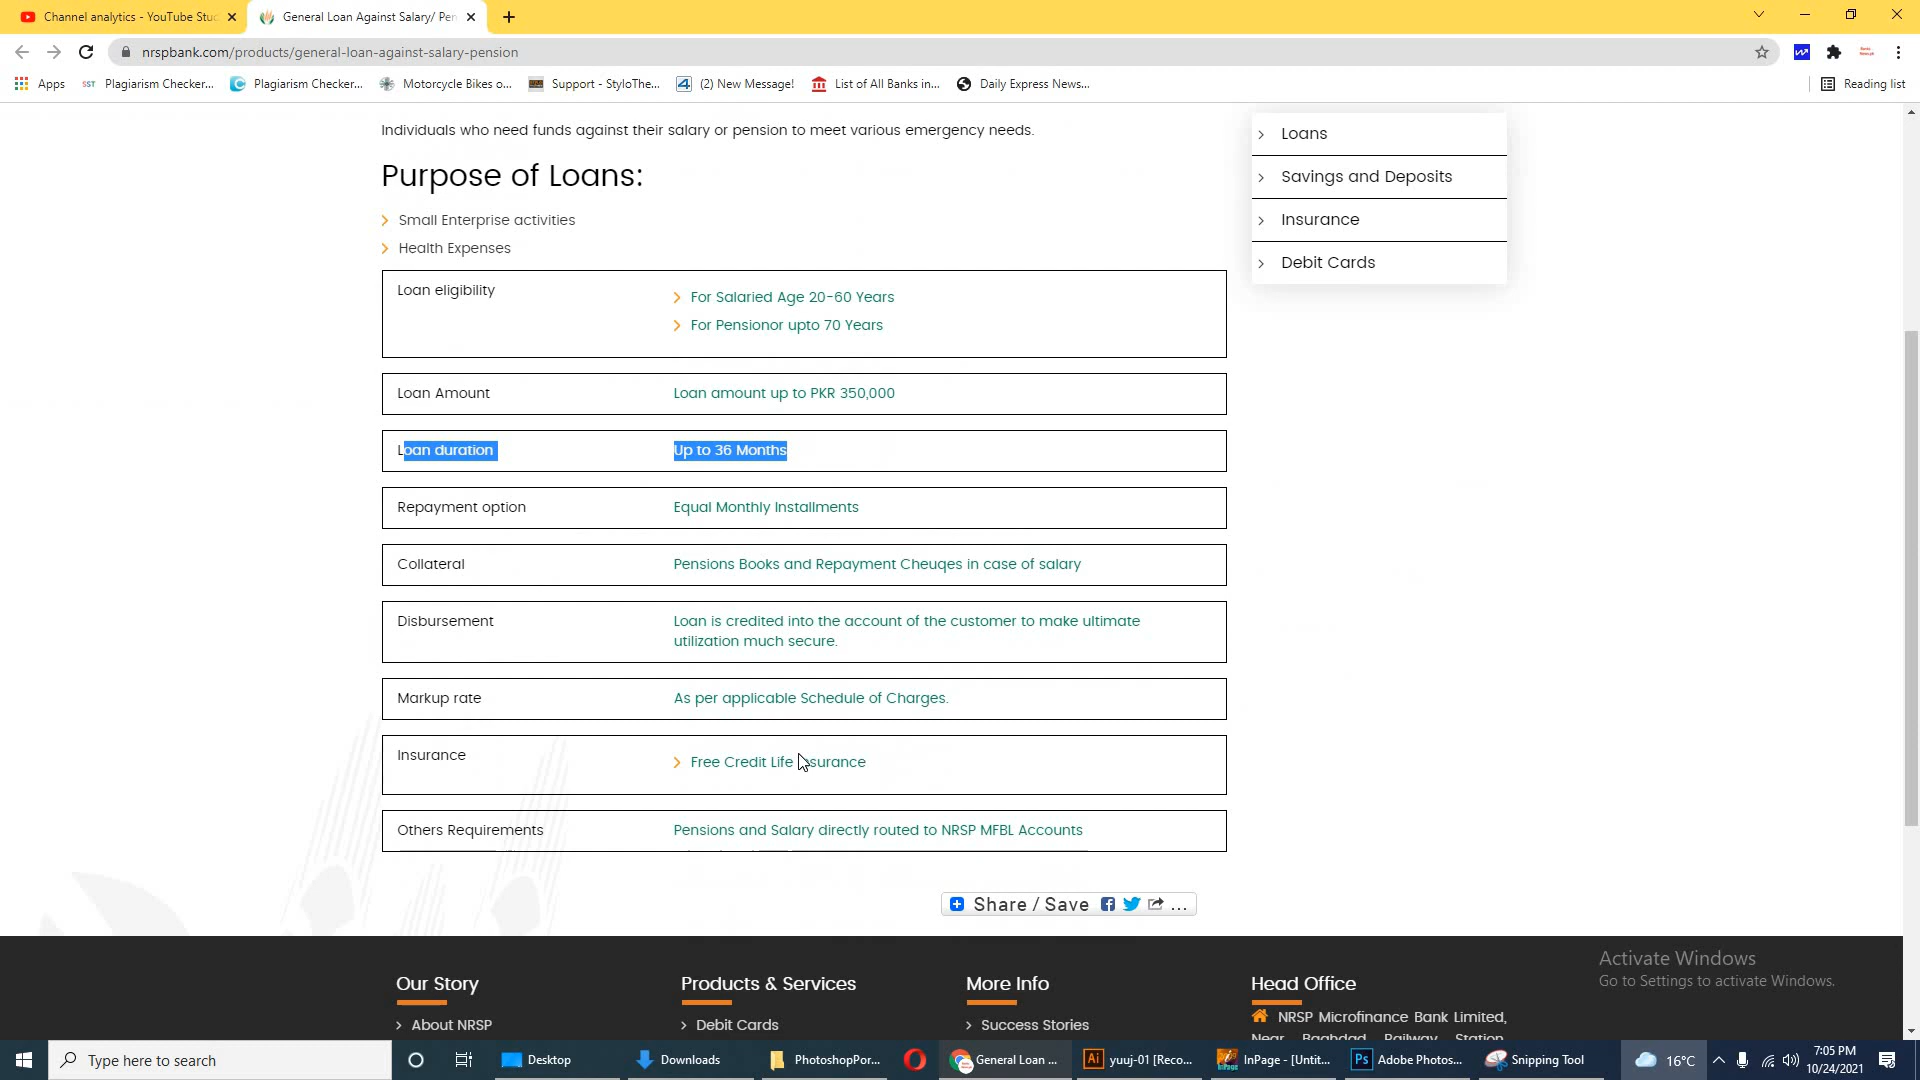 Channel analytics - YouTube Stu
General Loan Against Salary/ Pen
nrspbank.com/products/general-loan-against-salary-pension
Apps
SST Plagiarism Checker...
Plagiarism Checker...
Motorcycle Bikes o...
Support - StyloThe...
(2) New Message!
List of All Banks in...
Daily Express News...
Reading list
Individuals who need funds against their salary or pension to meet various emergency needs.
Purpose of Loans:
Small Enterprise activities
Health Expenses
Loan eligibility
For Salaried Age 20-60 Years
For Pensionor upto 70 Years
Loan Amount
Loan amount up to PKR 350,000
Loan duration
Up to 36 Months
Repayment option
Equal Monthly Installments
Collateral
Pensions Books and Repayment Cheuqes in case of salary
Disbursement
Loan is credited into the account of the customer to make ultimate
utilization much secure.
Markup rate
As per applicable Schedule of Charges.
Insurance
Free Credit Life Insurance
Others Requirements
Pensions and Salary directly routed to NRSP MFBL Accounts
Share / Save
...
Loans
Savings and Deposits
Insurance
Debit Cards
Our Story
About NRSP
Products & Services
Debit Cards
More Info
Success Stories
Head Office
NRSP Microfinance Bank Limited,
Near Baghdad Railway Station
Activate Windows
Go to Settings to activate Windows.
Type here to search
Desktop
Downloads
PhotoshopPor...
General Loan ...
Ai yuuj-01 [Reco...
InPage - [Untit...
Ps Adobe Photos...
Snipping Tool
16°C
7:05 PM
10/24/2021